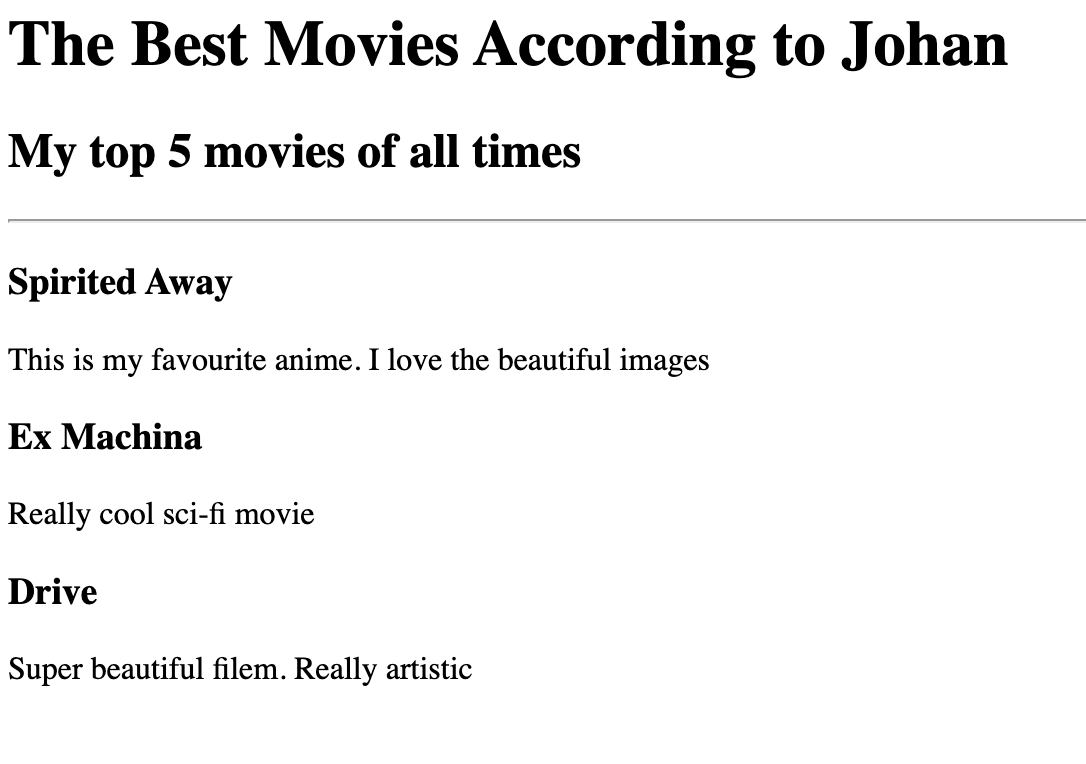 The Best Movies According to Johan
My top 5 movies of all times
Spirited Away
This is my favourite anime. I love the beautiful images
Ex Machina
Really cool sci-fi movie
Drive
Super beautiful filem. Really artistic